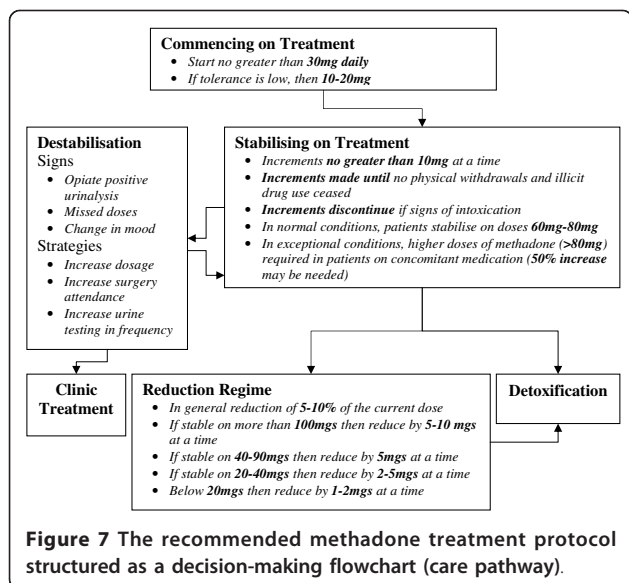 Commencing on Treatment
• Start no greater than 30mg daily
• If tolerance is low, then 10-20mg
Destabilisation
Signs
• Opiate positive
urinalysis
• Missed doses
• Change in mood
Strategies
• Increase dosage
• Increase surgery
attendance
• Increase urine
testing in frequency
Stabilising on Treatment
• Increments no greater than 10mg at a time
• Increments made until no physical withdrawals and illicit
drug use ceased
• Increments discontinue if signs of intoxication
• In normal conditions, patients stabilise on doses 60mg-80mg
• In exceptional conditions, higher doses of methadone (>80mg)
required in patients on concomitant medication (50% increase
may be needed)
Clinic
Treatment
Reduction Regime
• In general reduction of 5-10% of the current dose
• If stable on more than 100mgs then reduce by 5-10 mgs
at a time
• If stable on 40-90mgs then reduce by 5mgs at a time
• If stable on 20-40mgs then reduce by 2-5mgs at a time
• Below 20mgs then reduce by 1-2mgs at a time
Detoxification
Figure 7 The recommended methadone treatment protocol
structured as a decision-making flowchart (care pathway).